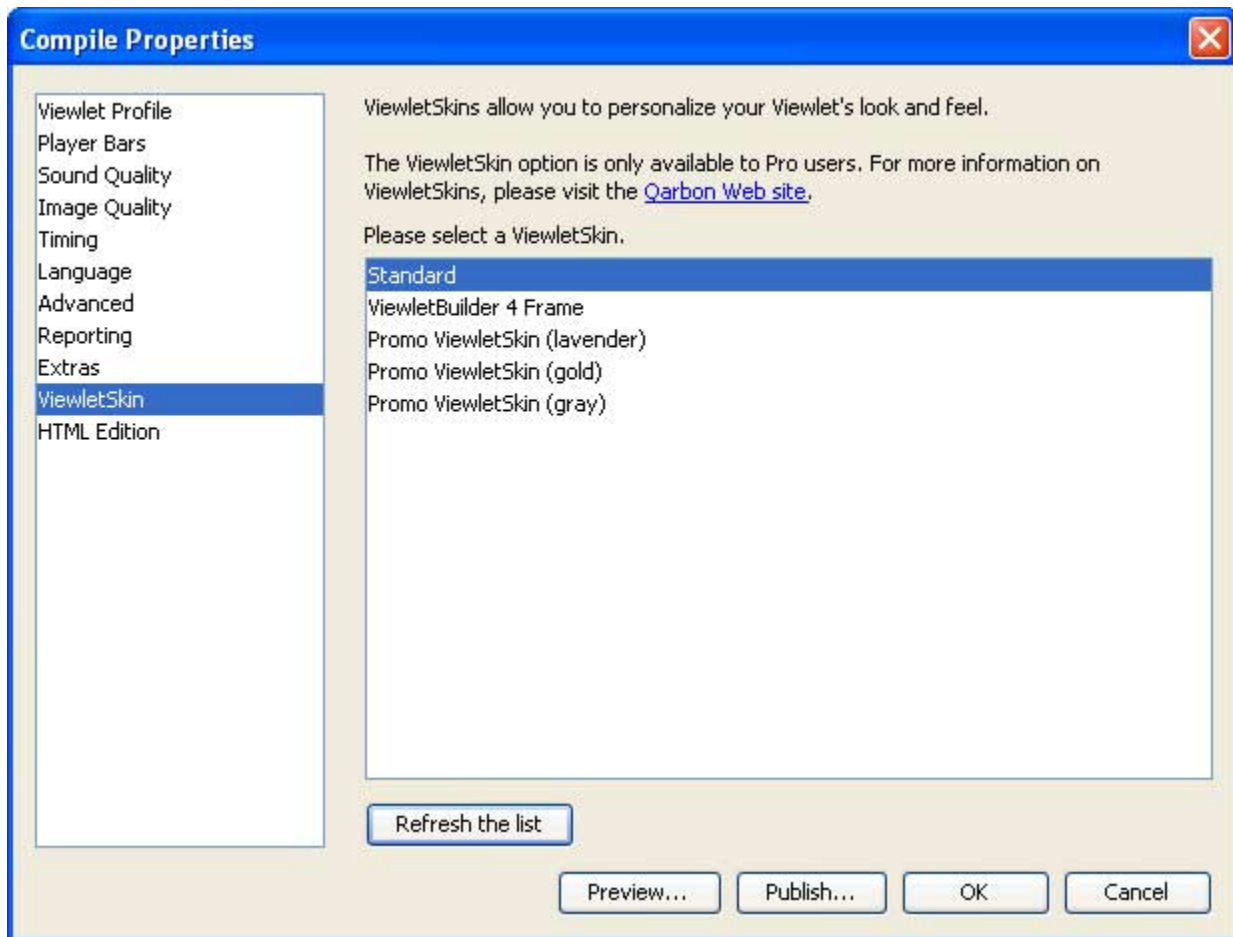 Compile Properties
Viewlet Profile
Player Bars
Sound Quality
Image Quality
Timing
Language
Advanced
Reporting
Extras
ViewletSkin
HTML Edition
ViewletSkins allow you to personalize your Viewlet's look and feel.
The ViewletSkin option is only available to Pro users. For more information on
ViewletSkins, please visit the Qarbon Web site.
Please select a ViewletSkin.
Standard
ViewletBuilder 4 Frame
Promo ViewletSkin (lavender)
Promo ViewletSkin (gold)
Promo ViewletSkin (gray)
Refresh the list
Preview...
Publish...
OK
Cancel